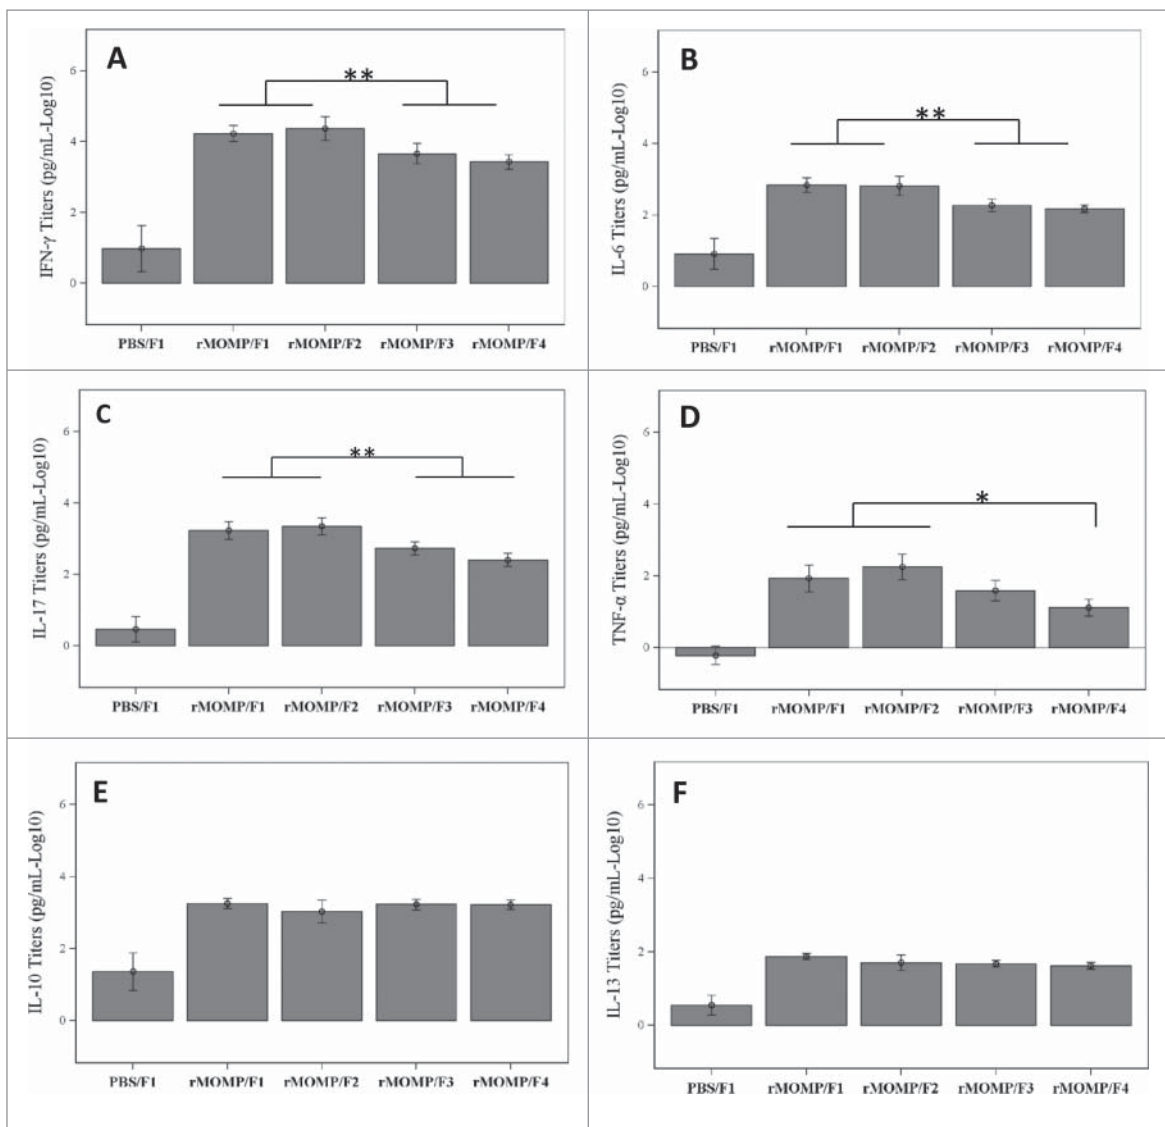 A
**
IFN-γ Titers (pg/mL-Log10)
6
4
2
0
PBS/F1 rMOMP/F1 rMOMP/F2 rMOMP/F3 rMOMP/F4
B
**
IL-6 Titers (pg/mL-Log10)
6
4
2
0
PBS/F1 rMOMP/F1 rMOMP/F2 rMOMP/F3 rMOMP/F4
C
**
IL-17 Titers (pg/mL-Log10)
6
4
2
0
PBS/F1 rMOMP/F1 rMOMP/F2 rMOMP/F3 rMOMP/F4
D
*
TNF-α Titers (pg/mL-Log10)
6
4
2
0
PBS/F1 rMOMP/F1 rMOMP/F2 rMOMP/F3 rMOMP/F4
E
IL-10 Titers (pg/mL-Log10)
6
4
2
0
PBS/F1 rMOMP/F1 rMOMP/F2 rMOMP/F3 rMOMP/F4
F
IL-13 Titers (pg/mL-Log10)
6
4
2
0
PBS/F1 rMOMP/F1 rMOMP/F2 rMOMP/F3 rMOMP/F4